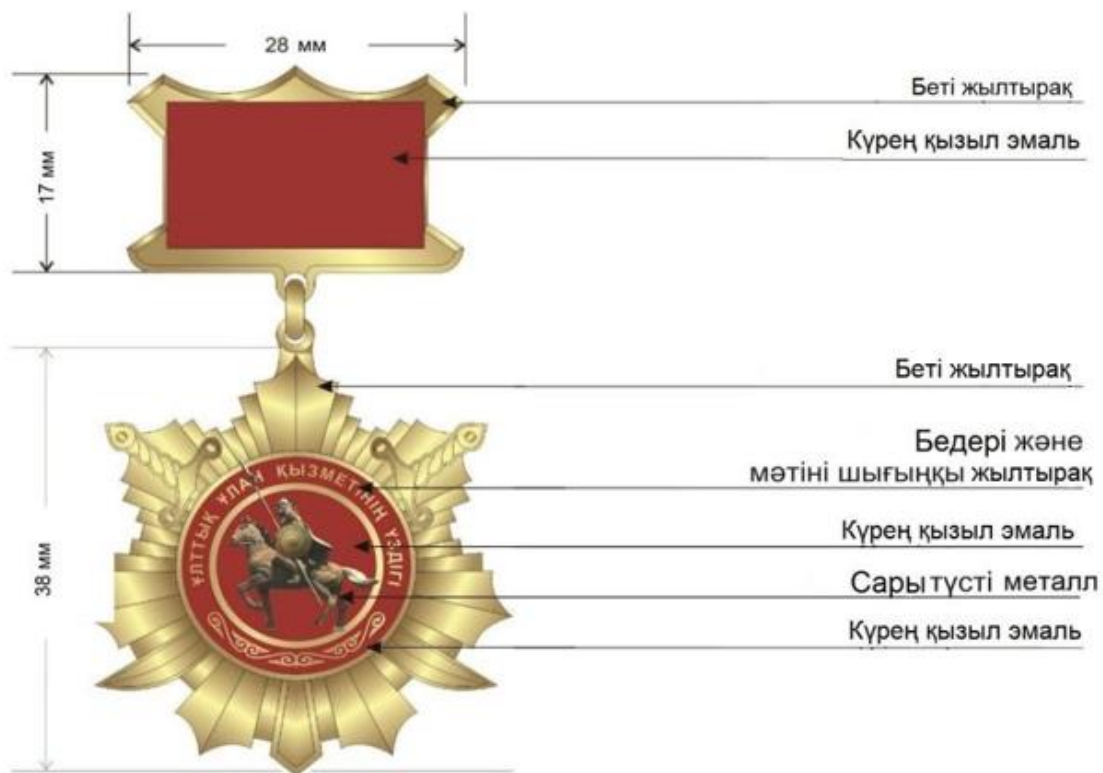 28 мм
Беті жылтырақ
Күрең қызыл эмаль
17 мм
Беті жылтырақ
Бедері және
мәтіні шығыңқы жылтырақ
ҰЛТТЫҚ ҰЛАН ҚЫЗМЕТІНІҢ ҮЗДІГІ
Күрең қызыл эмаль
Сары түсті металл
38 мм
Күрең қызыл эмаль